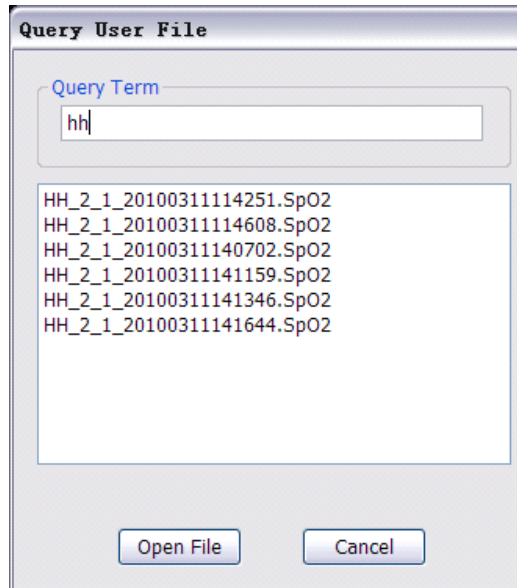 Query User File
Query Term
hh
HH_2_1_20100311114251.SpO2
HH_2_1_20100311114608.SpO2
HH_2_1_20100311140702.SpO2
HH_2_1_20100311141159.SpO2
HH_2_1_20100311141346.SpO2
HH_2_1_20100311141644.SpO2
Open File Cancel